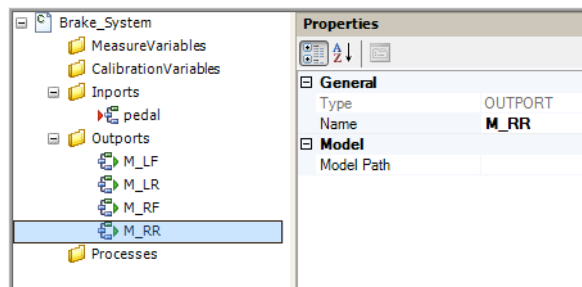 Brake_System
MeasureVariables
CalibrationVariables
Inports
pedal
Outports
M_LF
M_LR
M_RF
M_RR
Processes
Properties
A
Z
General
Type OUTPORT
Name M_RR
Model
Model Path